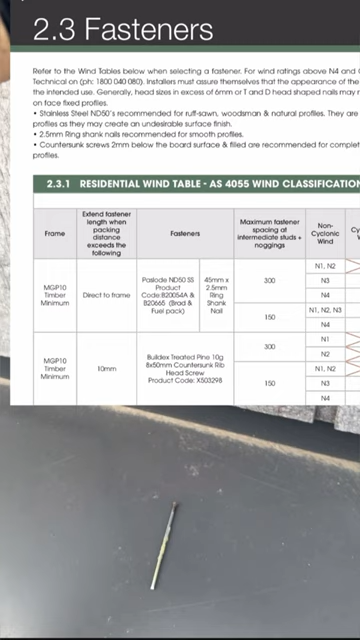 2.3 Fasteners
Refer to the Wind Tables below when selecting a fastener. For wind ratings above N4 and
Technical on (ph: 1800 040 080). Installers must assure themselves that the appearance of the
the intended use. Generally, head sizes in excess of 6mm or T and D head shaped nails may
on face fixed profiles.
• Stainless Steel ND50's recommended for ruff-sawn, woodsman & natural profiles. They are
profiles as they may create an undesirable surface finish.
• 2.5mm Ring shank nails recommended for smooth profiles.
• Countersunk screws 2mm below the board surface & filled are recommended for
profiles.
2.3.1 RESIDENTIAL WIND TABLE - AS 4055 WIND CLASSIFICATION
Frame
Extend fastener
length when
packing
distance
exceeds the
following
Fasteners
Maximum fastener
spacing at
intermediate studs +
noggings
Non-
Cyclonic
Wind
MGP10
Timber
Minimum
Direct to frame
Paslode ND50 SS
Product
Code:B20054A &
B20665 (Brad &
Fuel pack)
45mm x
2.5mm
Ring
Shank
Nail
300
N1, N2
N3
N4
150
N1, N2, N3
N4
MGP10
Timber
Minimum
10mm
Buildex Treated Pine 10g
8x50mm Countersunk Rib
Head Screw
Product Code: X503298
300
N1
N2
150
N1, N2
N3
N4